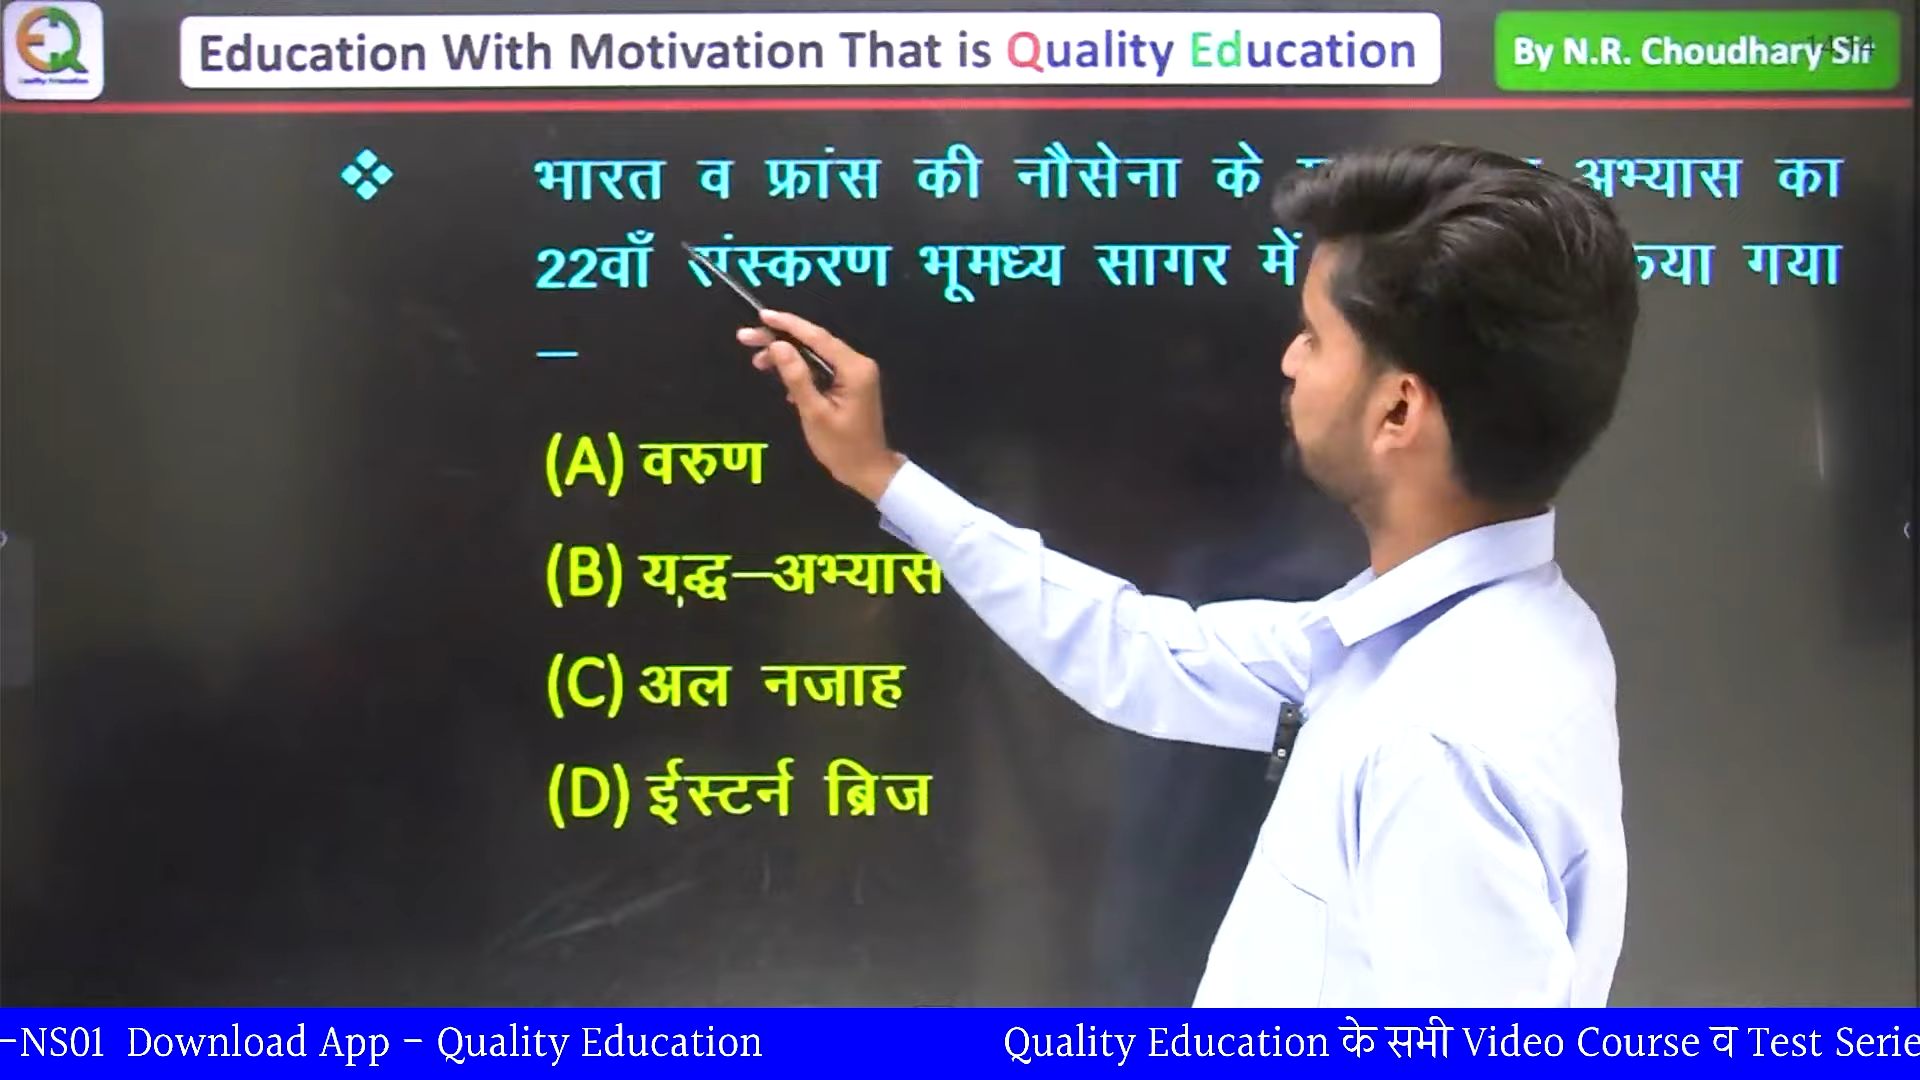 Education With Motivation That is Quality Education
By N.R. Choudhary Sir
भारत व फ्रांस की नौसेना के अभ्यास का
22वाँ संस्करण भूमध्य सागर में गया
–
(A) वरुण
(B) युद्ध–अभ्यास
(C) अल नजाह
(D) ईस्टर्न ब्रिज
-NS01 Download App - Quality Education Quality Education के सभी Video Course व Test Serie